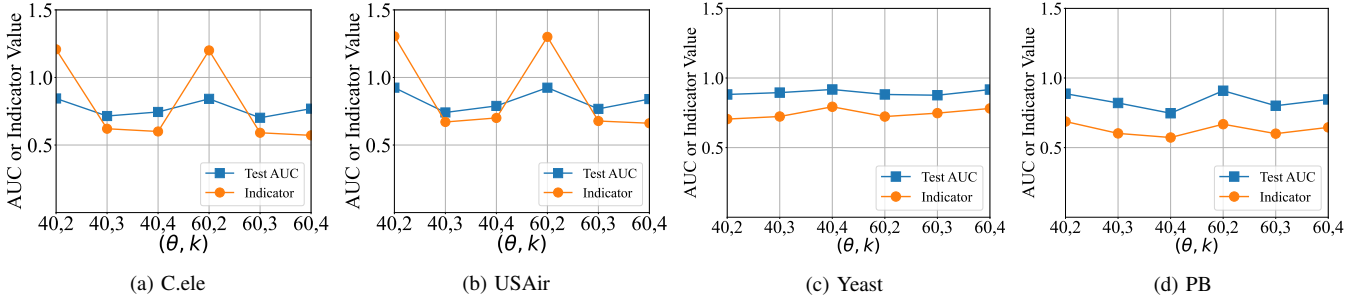 AUC or Indicator Value
1.5
1.0
0.5
Test AUC
Indicator
40,2 40,3 40,4 60,2 60,3 60,4
(θ, k)
(a) C.ele
AUC or Indicator Value
1.5
1.0
0.5
Test AUC
Indicator
40,2 40,3 40,4 60,2 60,3 60,4
(θ, k)
(b) USAir
AUC or Indicator Value
1.5
1.0
0.5
Test AUC
Indicator
40,2 40,3 40,4 60,2 60,3 60,4
(θ, k)
(c) Yeast
AUC or Indicator Value
1.5
1.0
0.5
Test AUC
Indicator
40,2 40,3 40,4 60,2 60,3 60,4
(θ, k)
(d) PB